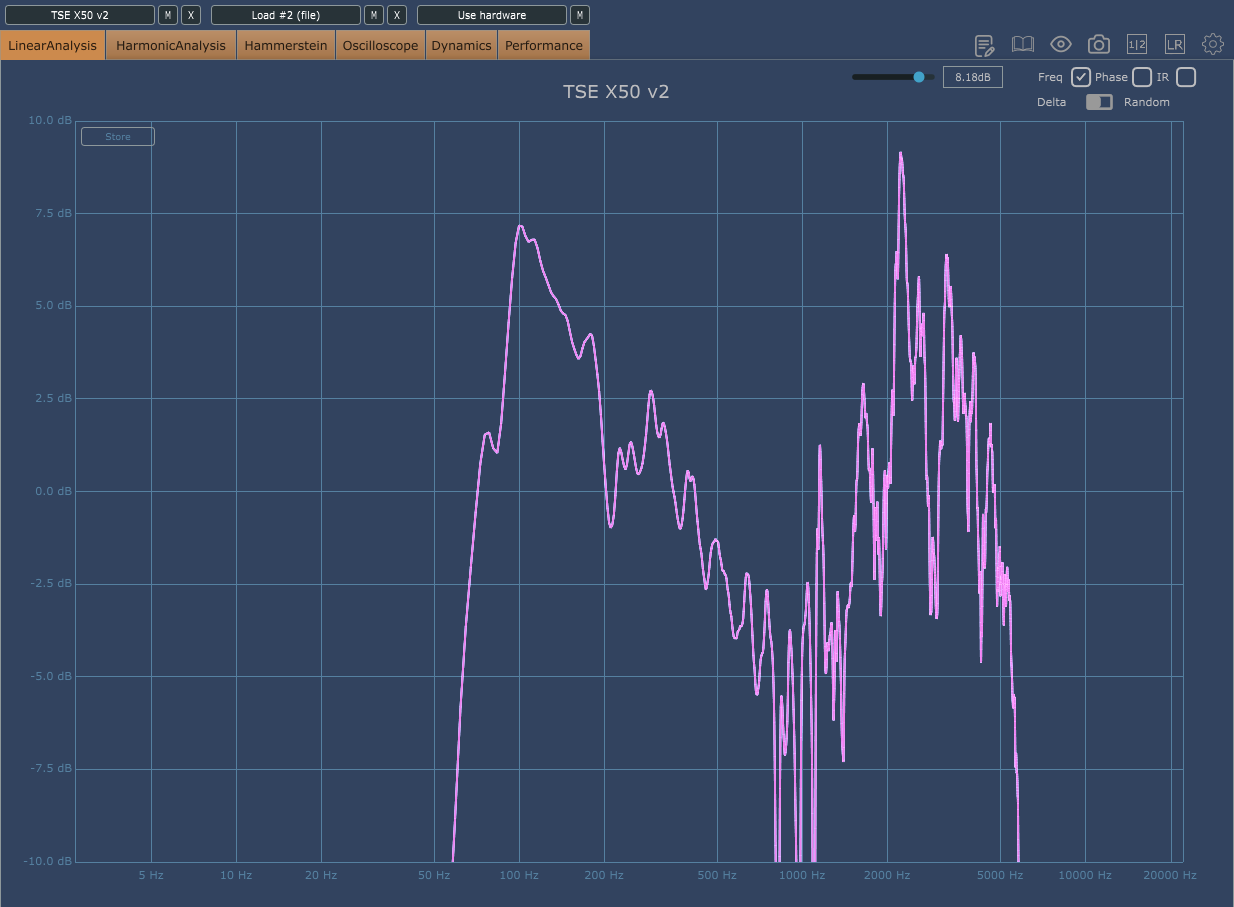 TSE X50 v2 M X Load #2 (file) M X Use hardware M
LinearAnalysis HarmonicAnalysis Hammerstein Oscilloscope Dynamics Performance
1|2 LR
8.18dB Freq Phase IR
TSE X50 v2
Delta Random
10.0 dB
Store
7.5 dB
5.0 dB
2.5 dB
0.0 dB
-2.5 dB
-5.0 dB
-7.5 dB
-10.0 dB
5 Hz 10 Hz 20 Hz 50 Hz 100 Hz 200 Hz 500 Hz 1000 Hz 2000 Hz 5000 Hz 10000 Hz 20000 Hz